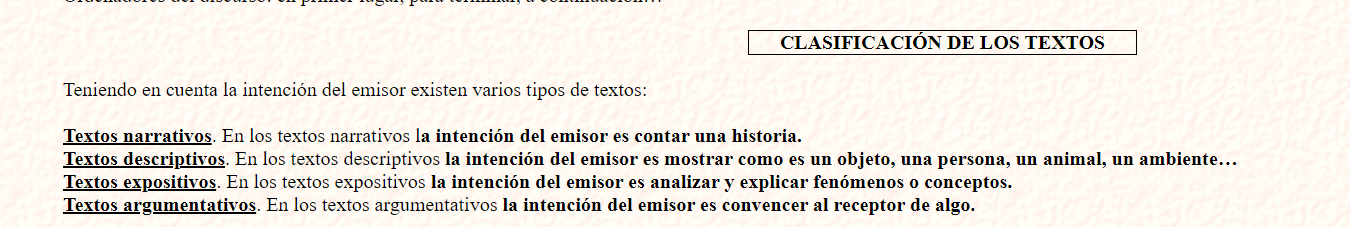 CLASIFICACIÓN DE LOS TEXTOS
Teniendo en cuenta la intención del emisor existen varios tipos de textos:
Textos narrativos. En los textos narrativos la intención del emisor es contar una historia.
Textos descriptivos. En los textos descriptivos la intención del emisor es mostrar como es un objeto, una persona, un animal, un ambiente…
Textos expositivos. En los textos expositivos la intención del emisor es analizar y explicar fenómenos o conceptos.
Textos argumentativos. En los textos argumentativos la intención del emisor es convencer al receptor de algo.